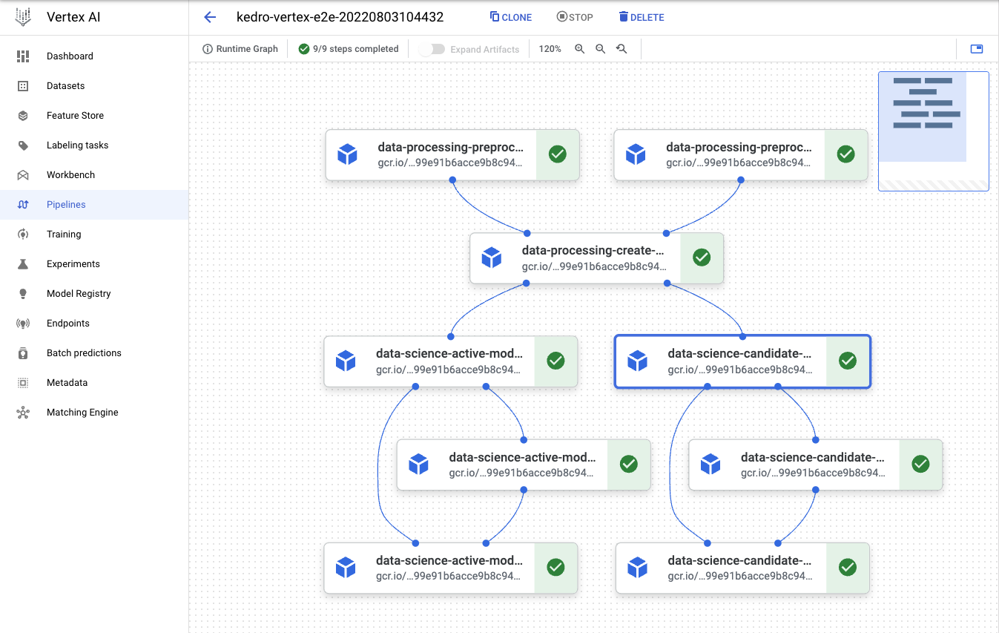 Vertex AI
kedro-vertex-e2e-20220803104432
CLONE
STOP
DELETE
Runtime Graph
9/9 steps completed
Expand Artifacts
120%
Dashboard
Datasets
Feature Store
Labeling tasks
Workbench
Pipelines
Training
Experiments
Model Registry
Endpoints
Batch predictions
Metadata
Matching Engine
data-processing-preproc...
gcr.io/...99e91b6acce9b8c94...
data-processing-preproc...
gcr.io/...99e91b6acce9b8c94...
data-processing-create-...
gcr.io/...99e91b6acce9b8c94...
data-science-active-mod...
gcr.io/...99e91b6acce9b8c94...
data-science-candidate-...
gcr.io/...99e91b6acce9b8c94...
data-science-active-mod...
gcr.io/...99e91b6acce9b8c94...
data-science-candidate-...
gcr.io/...99e91b6acce9b8c94...
data-science-active-mod...
gcr.io/...99e91b6acce9b8c94...
data-science-candidate-...
gcr.io/...99e91b6acce9b8c94...